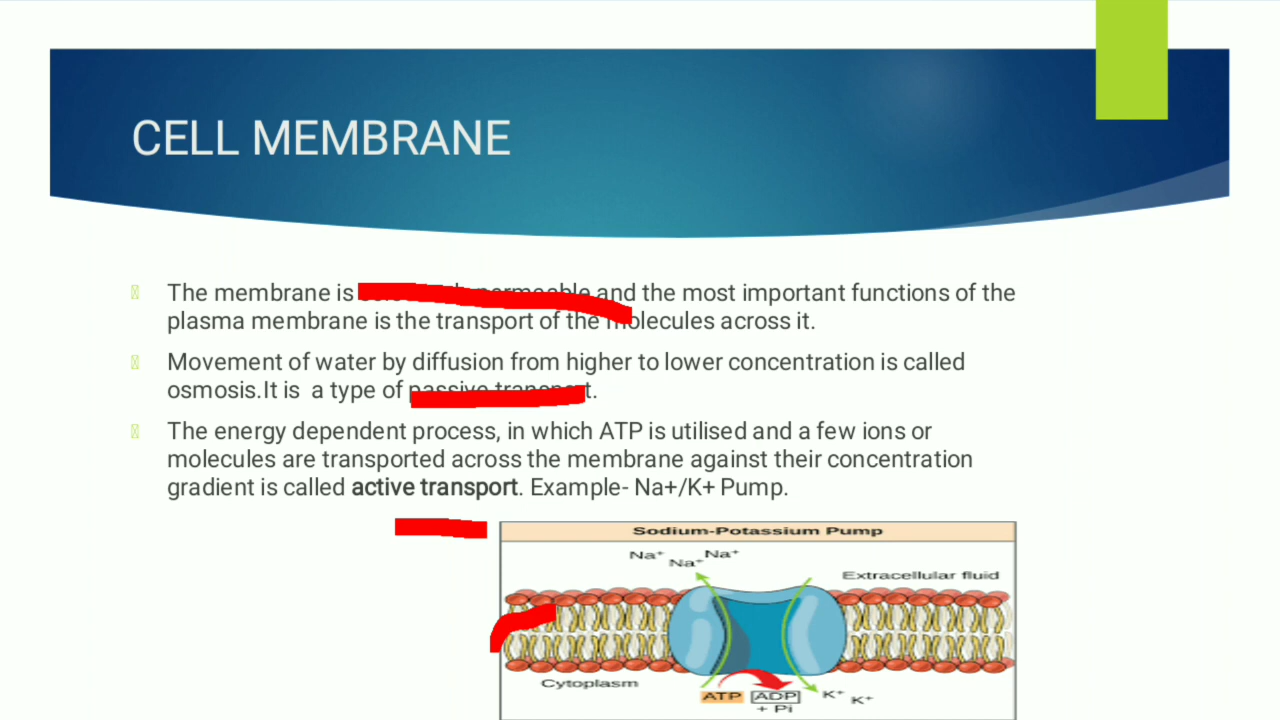 CELL MEMBRANE
The membrane is permeable and the most important functions of the
plasma membrane is the transport of the molecules across it.
Movement of water by diffusion from higher to lower concentration is called
osmosis.It is a type of passive transport.
The energy dependent process, in which ATP is utilised and a few ions or
molecules are transported across the membrane against their concentration
gradient is called active transport. Example- Na+/K+ Pump.
Sodium-Potassium Pump
Na⁺ Na⁺ Na⁺
Extracellular fluid
Cytoplasm
ATP ADP K⁺ K⁺
+ Pi